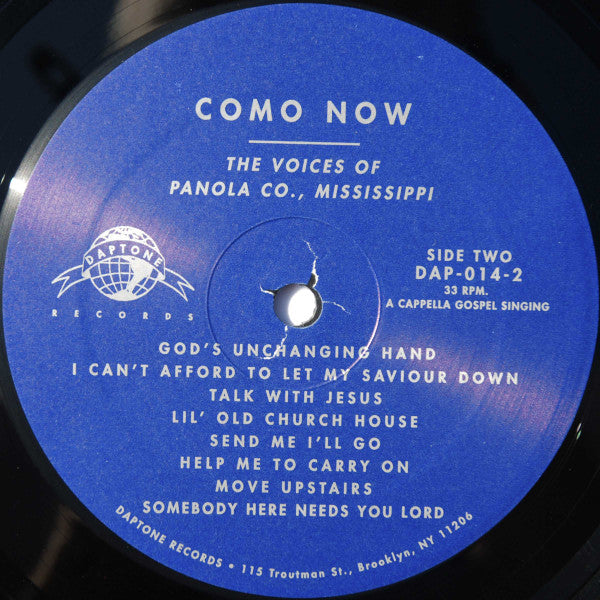 COMO NOW
THE VOICES OF
PANOLA CO., MISSISSIPPI
DAPTONE
RECORDS
SIDE TWO
DAP-014-2
33 RPM.
A CAPPELLA GOSPEL SINGING
GOD'S UNCHANGING HAND
I CAN'T AFFORD TO LET MY SAVIOUR DOWN
TALK WITH JESUS
LIL' OLD CHURCH HOUSE
SEND ME I'LL GO
HELP ME TO CARRY ON
MOVE UPSTAIRS
SOMEBODY HERE NEEDS YOU LORD
DAPTONE RECORDS • 115 Troutman St., Brooklyn, NY 11206